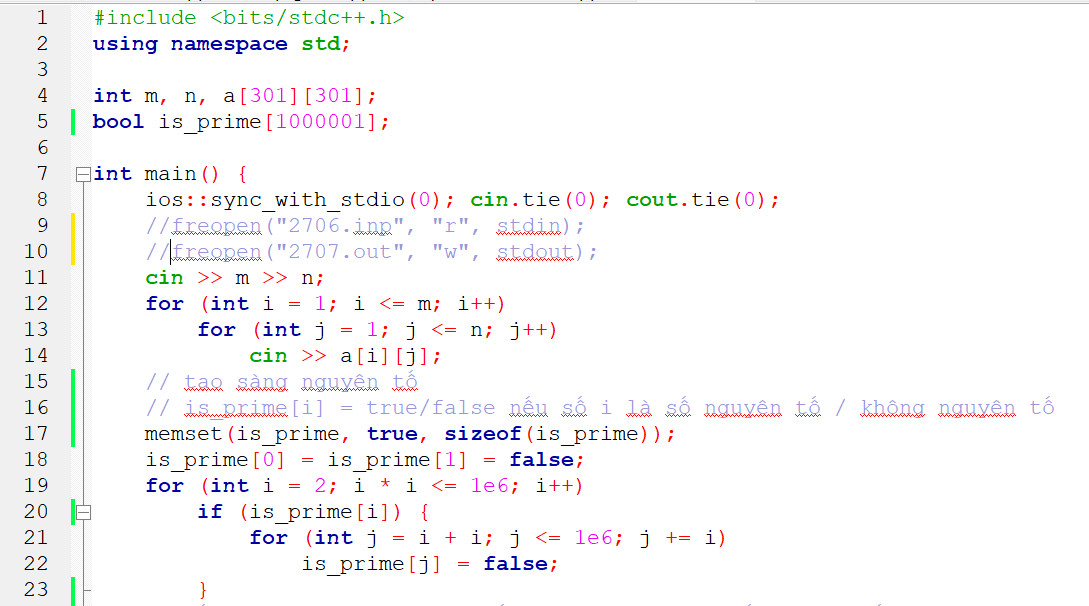 1 #include <bits/stdc++.h>
2 using namespace std;
3
4 int m, n, a[301][301];
5 bool is_prime[1000001];
6
7 int main() {
8 ios::sync_with_stdio(0); cin.tie(0); cout.tie(0);
9 //freopen("2706.inp", "r", stdin);
10 //freopen("2707.out", "w", stdout);
11 cin >> m >> n;
12 for (int i = 1; i <= m; i++)
13 for (int j = 1; j <= n; j++)
14 cin >> a[i][j];
15 // tao sàng nguyên tố
16 // is_prime[i] = true/false nếu số i là số nguyên tố / không nguyên tố
17 memset(is_prime, true, sizeof(is_prime));
18 is_prime[0] = is_prime[1] = false;
19 for (int i = 2; i * i <= 1e6; i++)
20 if (is_prime[i]) {
21 for (int j = i + i; j <= 1e6; j += i)
22 is_prime[j] = false;
23 }